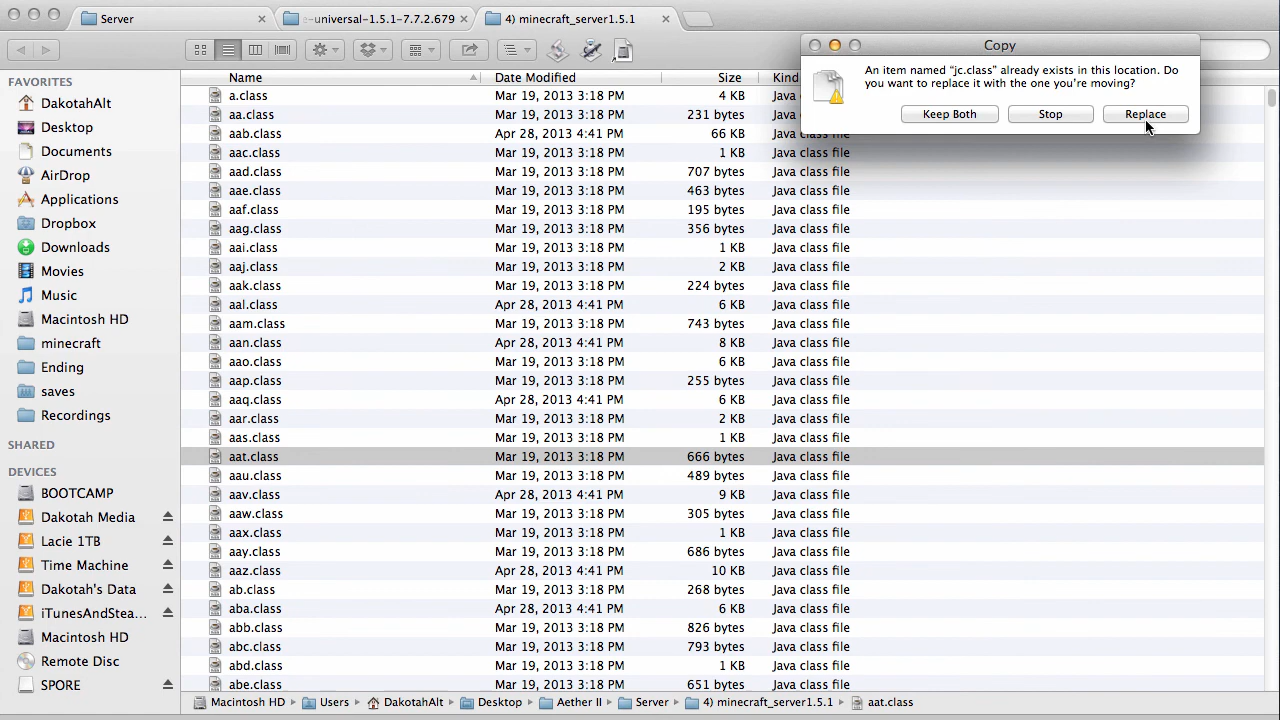 Server
-universal-1.5.1-7.7.2.679
4) minecraft_server1.5.1
Copy
An item named "jc.class" already exists in this location. Do
you want to replace it with the one you're moving?
Keep Both Stop Replace
FAVORITES
DakotahAlt
Desktop
Documents
AirDrop
Applications
Dropbox
Downloads
Movies
Music
Macintosh HD
minecraft
Ending
saves
Recordings
SHARED
DEVICES
BOOTCAMP
Dakotah Media
Lacie 1TB
Time Machine
Dakotah's Data
iTunesAndStea...
Macintosh HD
Remote Disc
SPORE
Name Date Modified Size Kind
a.class Mar 19, 2013 3:18 PM 4 KB
aa.class Mar 19, 2013 3:18 PM 231 bytes
aab.class Apr 28, 2013 4:41 PM 66 KB Java class file
aac.class Mar 19, 2013 3:18 PM 1 KB Java class file
aad.class Mar 19, 2013 3:18 PM 707 bytes Java class file
aae.class Mar 19, 2013 3:18 PM 463 bytes Java class file
aaf.class Mar 19, 2013 3:18 PM 195 bytes Java class file
aag.class Mar 19, 2013 3:18 PM 356 bytes Java class file
aai.class Mar 19, 2013 3:18 PM 1 KB Java class file
aaj.class Mar 19, 2013 3:18 PM 2 KB Java class file
aak.class Mar 19, 2013 3:18 PM 224 bytes Java class file
aal.class Apr 28, 2013 4:41 PM 6 KB Java class file
aam.class Mar 19, 2013 3:18 PM 743 bytes Java class file
aan.class Apr 28, 2013 4:41 PM 8 KB Java class file
aao.class Mar 19, 2013 3:18 PM 6 KB Java class file
aap.class Mar 19, 2013 3:18 PM 255 bytes Java class file
aaq.class Apr 28, 2013 4:41 PM 6 KB Java class file
aar.class Mar 19, 2013 3:18 PM 2 KB Java class file
aas.class Mar 19, 2013 3:18 PM 1 KB Java class file
aat.class Mar 19, 2013 3:18 PM 666 bytes Java class file
aau.class Mar 19, 2013 3:18 PM 489 bytes Java class file
aav.class Apr 28, 2013 4:41 PM 9 KB Java class file
aaw.class Mar 19, 2013 3:18 PM 305 bytes Java class file
aax.class Mar 19, 2013 3:18 PM 1 KB Java class file
aay.class Mar 19, 2013 3:18 PM 686 bytes Java class file
aaz.class Apr 28, 2013 4:41 PM 10 KB Java class file
ab.class Mar 19, 2013 3:18 PM 268 bytes Java class file
aba.class Apr 28, 2013 4:41 PM 6 KB Java class file
abb.class Mar 19, 2013 3:18 PM 826 bytes Java class file
abc.class Mar 19, 2013 3:18 PM 793 bytes Java class file
abd.class Mar 19, 2013 3:18 PM 1 KB Java class file
abe.class Mar 19, 2013 3:18 PM 651 bytes Java class file
Macintosh HD Users DakotahAlt Desktop Aether II Server 4) minecraft_server1.5.1 aat.class